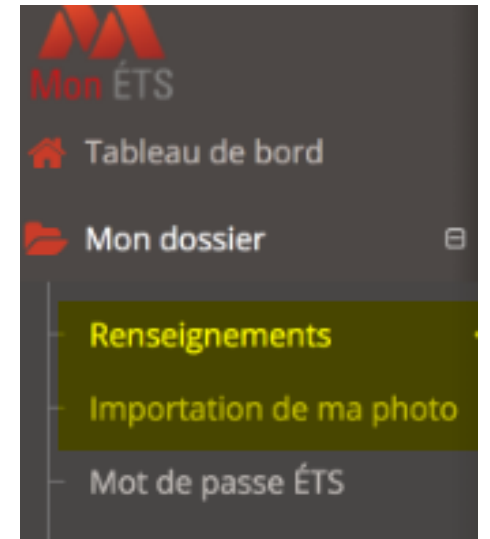 Mon ÉTS
Tableau de bord
Mon dossier
Renseignements
Importation de ma photo
Mot de passe ÉTS